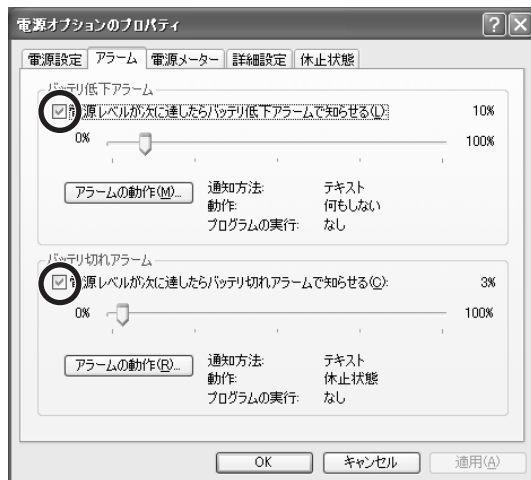 電源オプションのプロパティ
電源設定 アラーム 電源メーター 詳細設定 休止状態
バッテリ低下アラーム
電源レベルが次に達したらバッテリ低下アラームで知らせる(L): 10%
0% 100%
アラームの動作(M)... 通知方法: テキスト
動作: 何もしない
プログラムの実行: なし
バッテリ切れアラーム
電源レベルが次に達したらバッテリ切れアラームで知らせる(C): 3%
0% 100%
アラームの動作(R)... 通知方法: テキスト
動作: 休止状態
プログラムの実行: なし
OK キャンセル 適用(A)